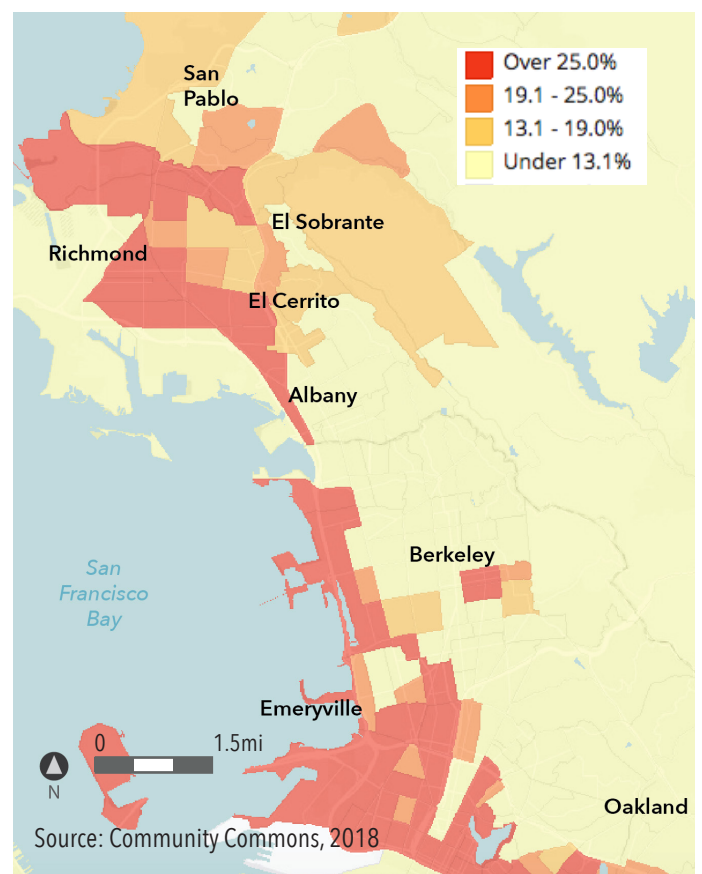 San
Pablo
Over 25.0%
19.1 - 25.0%
13.1 - 19.0%
Under 13.1%
El Sobrante
Richmond
El Cerrito
Albany
Berkeley
San
Francisco
Bay
Emeryville
0 1.5mi
N
Oakland
Source: Community Commons, 2018